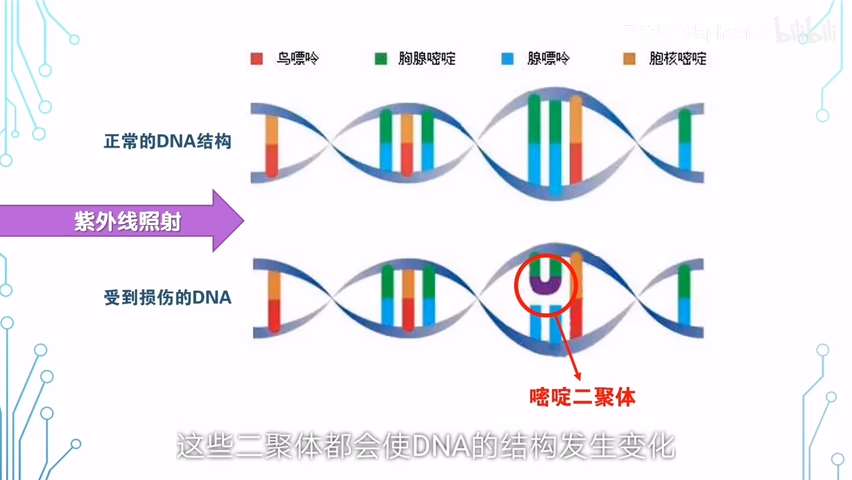 bilibili
鸟嘌呤 胸腺嘧啶 腺嘌呤 胞核嘧啶
正常的DNA结构
紫外线照射
受到损伤的DNA
嘧啶二聚体
这些二聚体都会使DNA的结构发生变化